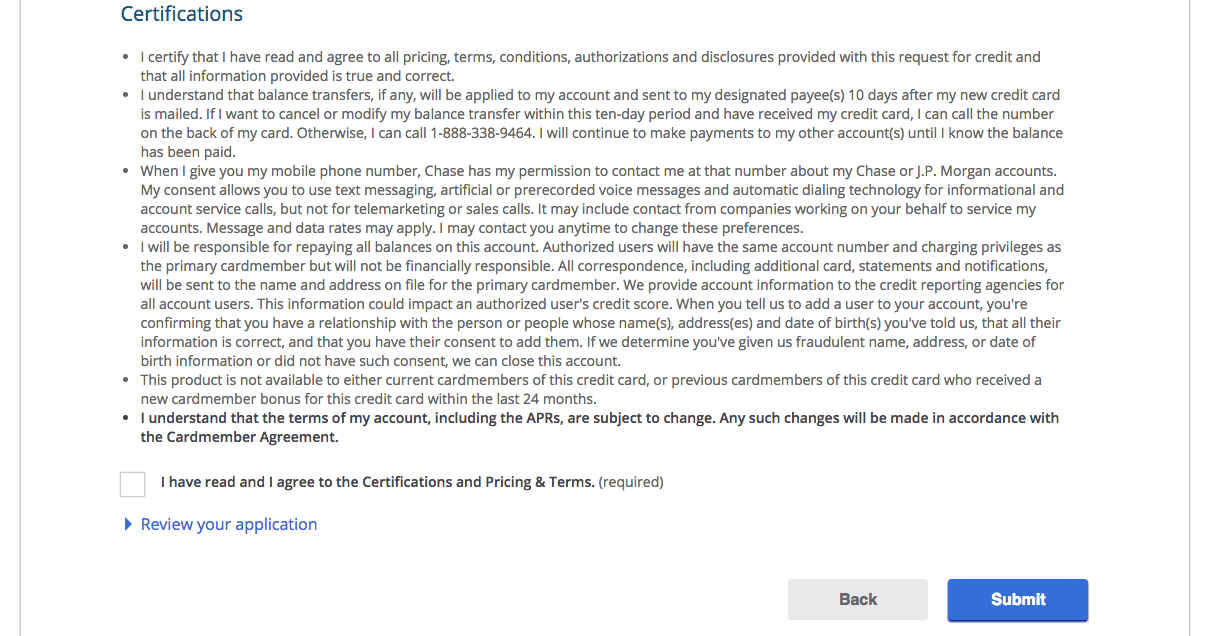 Certifications
• I certify that I have read and agree to all pricing, terms, conditions, authorizations and disclosures provided with this request for credit and
that all information provided is true and correct.
• I understand that balance transfers, if any, will be applied to my account and sent to my designated payee(s) 10 days after my new credit card
is mailed. If I want to cancel or modify my balance transfer within this ten-day period and have received my credit card, I can call the number
on the back of my card. Otherwise, I can call 1-888-338-9464. I will continue to make payments to my other account(s) until I know the balance
has been paid.
• When I give you my mobile phone number, Chase has my permission to contact me at that number about my Chase or J.P. Morgan accounts.
My consent allows you to use text messaging, artificial or prerecorded voice messages and automatic dialing technology for informational and
account service calls, but not for telemarketing or sales calls. It may include contact from companies working on your behalf to service my
accounts. Message and data rates may apply. I may contact you anytime to change these preferences.
• I will be responsible for repaying all balances on this account. Authorized users will have the same account number and charging privileges as
the primary cardmember but will not be financially responsible. All correspondence, including additional card, statements and notifications,
will be sent to the name and address on file for the primary cardmember. We provide account information to the credit reporting agencies for
all account users. This information could impact an authorized user's credit score. When you tell us to add a user to your account, you're
confirming that you have a relationship with the person or people whose name(s), address(es) and date of birth(s) you've told us, that all their
information is correct, and that you have their consent to add them. If we determine you've given us fraudulent name, address, or date of
birth information or did not have such consent, we can close this account.
• This product is not available to either current cardmembers of this credit card, or previous cardmembers of this credit card who received a
new cardmember bonus for this credit card within the last 24 months.
• I understand that the terms of my account, including the APRs, are subject to change. Any such changes will be made in accordance with
the Cardmember Agreement.
I have read and I agree to the Certifications and Pricing & Terms. (required)
Review your application
Back
Submit